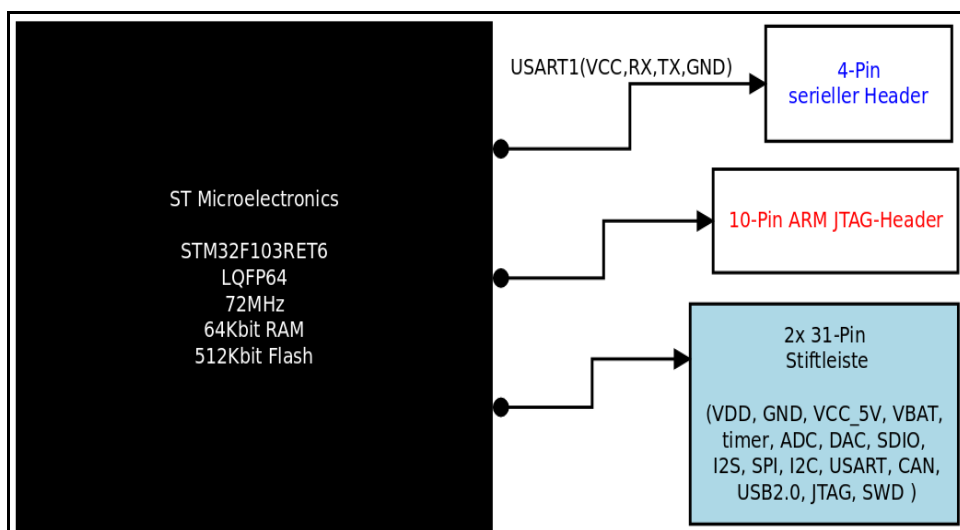 ST Microelectronics
STM32F103RET6
LQFP64
72MHz
64Kbit RAM
512Kbit Flash
USART1(VCC,RX,TX,GND)
4-Pin
serieller Header
10-Pin ARM JTAG-Header
2x 31-Pin
Stiftleiste
(VDD, GND, VCC_5V, VBAT,
timer, ADC, DAC, SDIO,
I2S, SPI, I2C, USART, CAN,
USB2.0, JTAG, SWD )